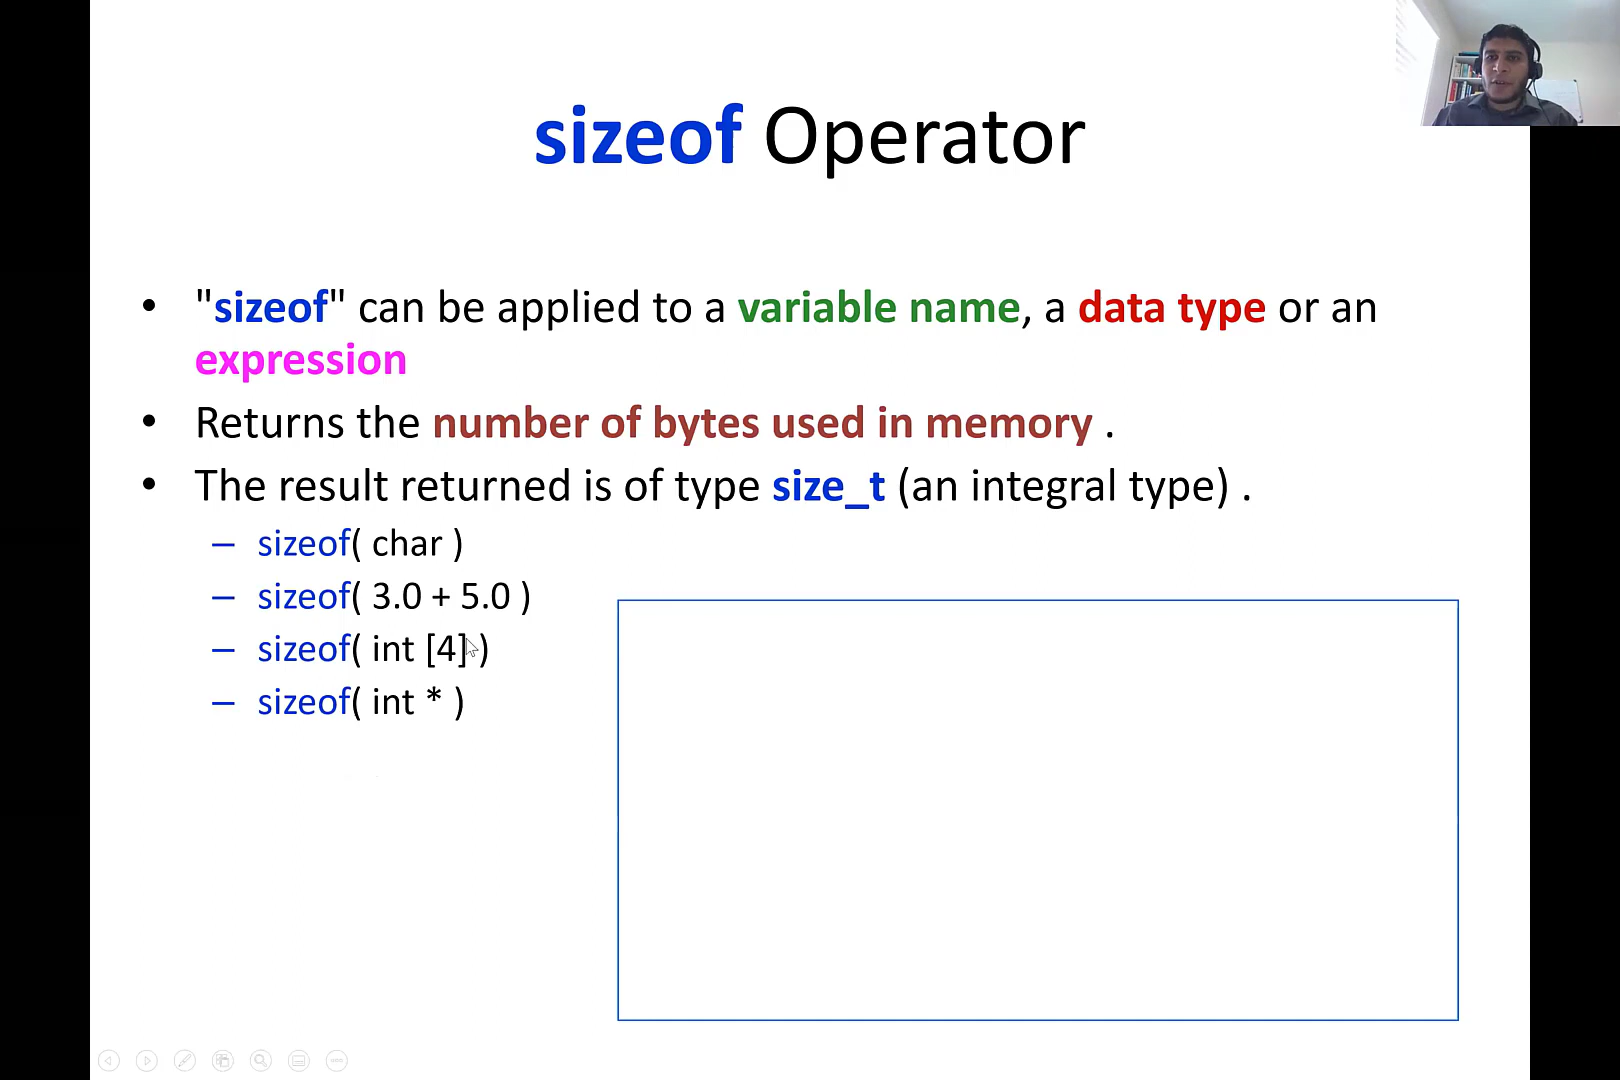 sizeof Operator
• "sizeof" can be applied to a variable name, a data type or an
expression
• Returns the number of bytes used in memory .
• The result returned is of type size_t (an integral type) .
– sizeof( char )
– sizeof( 3.0 + 5.0 )
– sizeof( int [4] )
– sizeof( int * )